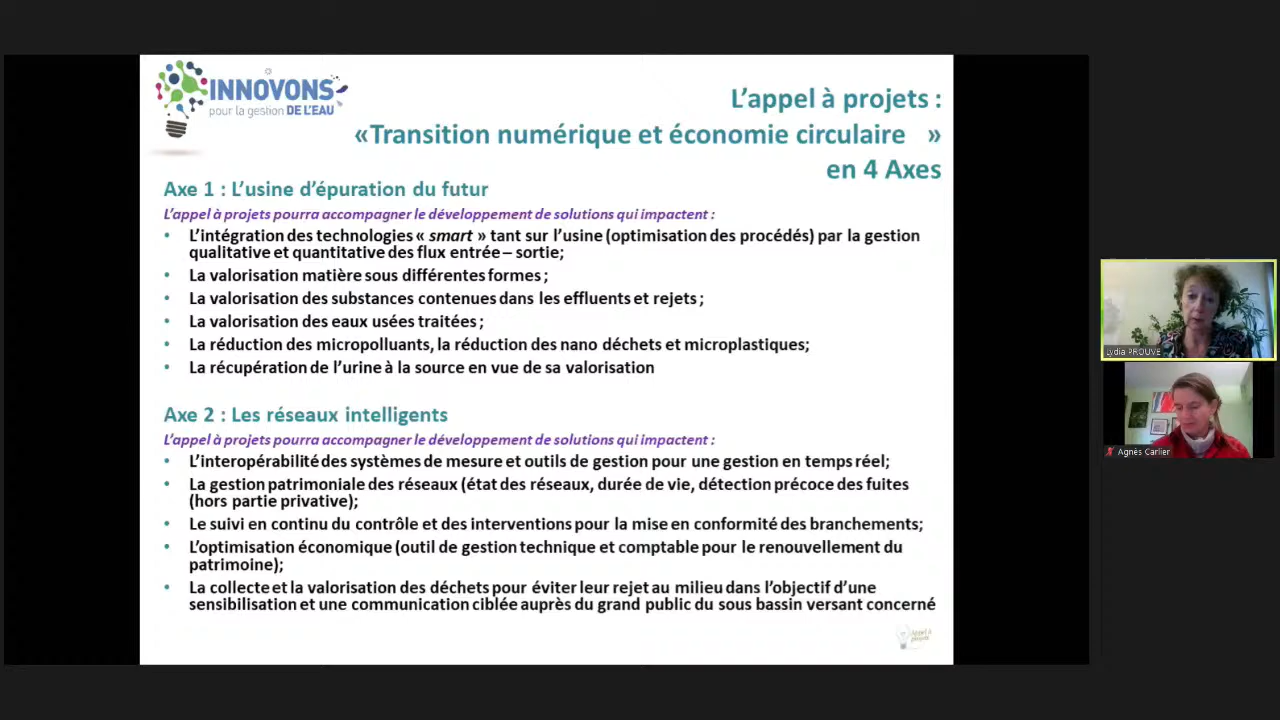 INNOVONS
pour la gestion DE L'EAU
L'appel à projets :
«Transition numérique et économie circulaire »
en 4 Axes
Axe 1 : L'usine d'épuration du futur
L'appel à projets pourra accompagner le développement de solutions qui impactent :
• L'intégration des technologies « smart » tant sur l'usine (optimisation des procédés) par la gestion
qualitative et quantitative des flux entrée – sortie;
• La valorisation matière sous différentes formes ;
• La valorisation des substances contenues dans les effluents et rejets ;
• La valorisation des eaux usées traitées ;
• La réduction des micropolluants, la réduction des nano déchets et microplastiques;
• La récupération de l'urine à la source en vue de sa valorisation
Axe 2 : Les réseaux intelligents
L'appel à projets pourra accompagner le développement de solutions qui impactent :
• L'interopérabilité des systèmes de mesure et outils de gestion pour une gestion en temps réel;
• La gestion patrimoniale des réseaux (état des réseaux, durée de vie, détection précoce des fuites
(hors partie privative);
• Le suivi en continu du contrôle et des interventions pour la mise en conformité des branchements;
• L'optimisation économique (outil de gestion technique et comptable pour le renouvellement du
patrimoine);
• La collecte et la valorisation des déchets pour éviter leur rejet au milieu dans l'objectif d'une
sensibilisation et une communication ciblée auprès du grand public du sous bassin versant concerné
Appel à
projets
Lydia PROUVE
Agnès Carlier